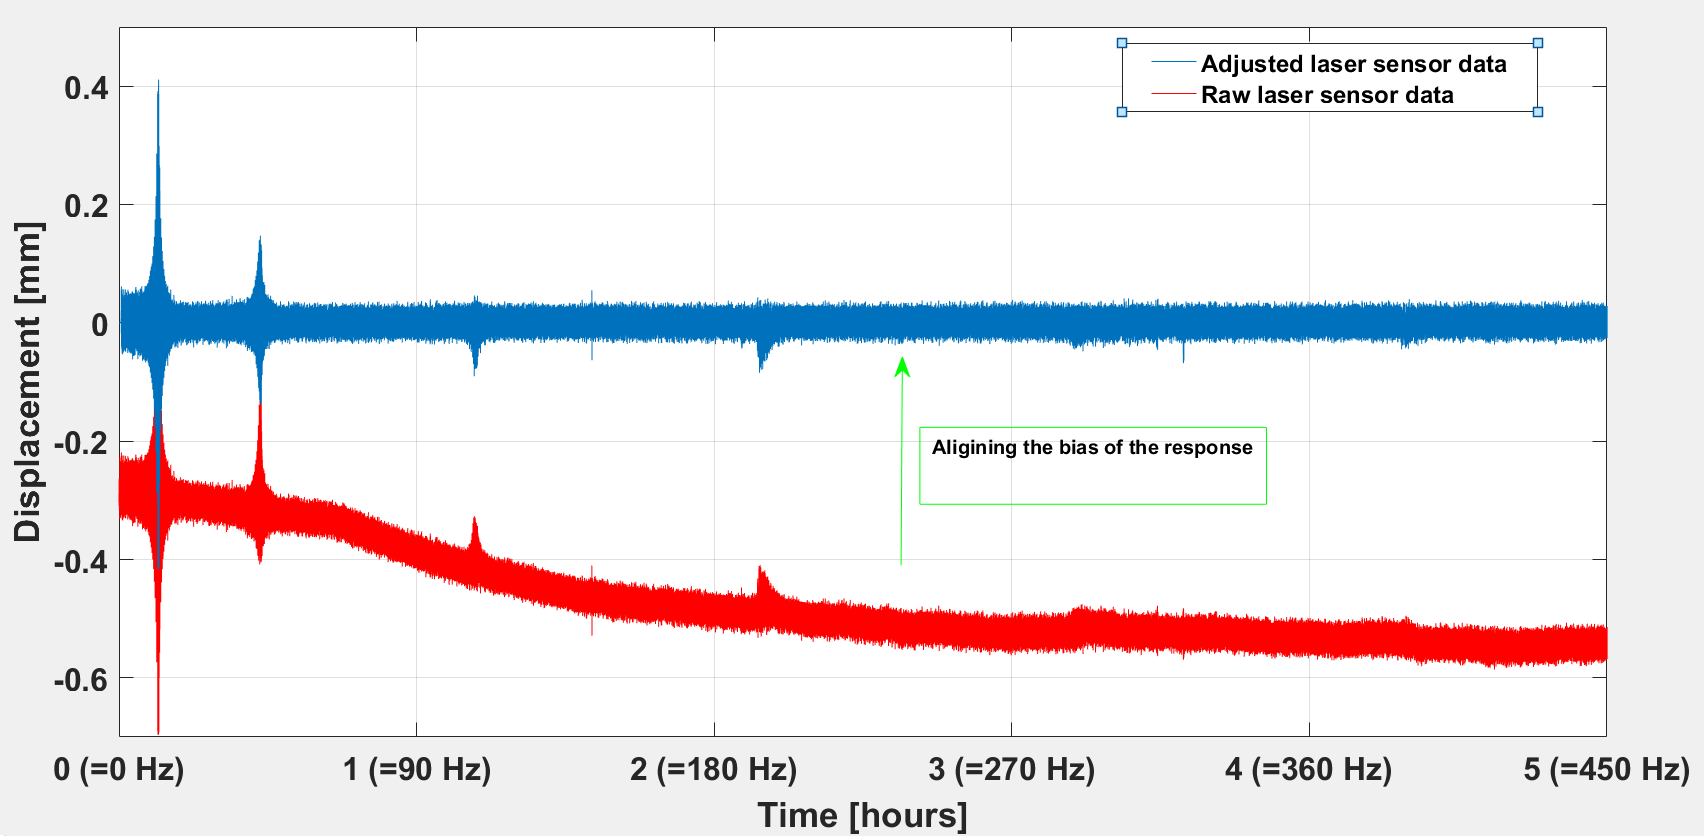 Adjusted laser sensor data
Raw laser sensor data
0.4
0.2
0
-0.2
-0.4
-0.6
Displacement [mm]
Aligining the bias of the response
0 (=0 Hz) 1 (=90 Hz) 2 (=180 Hz) 3 (=270 Hz) 4 (=360 Hz) 5 (=450 Hz)
Time [hours]